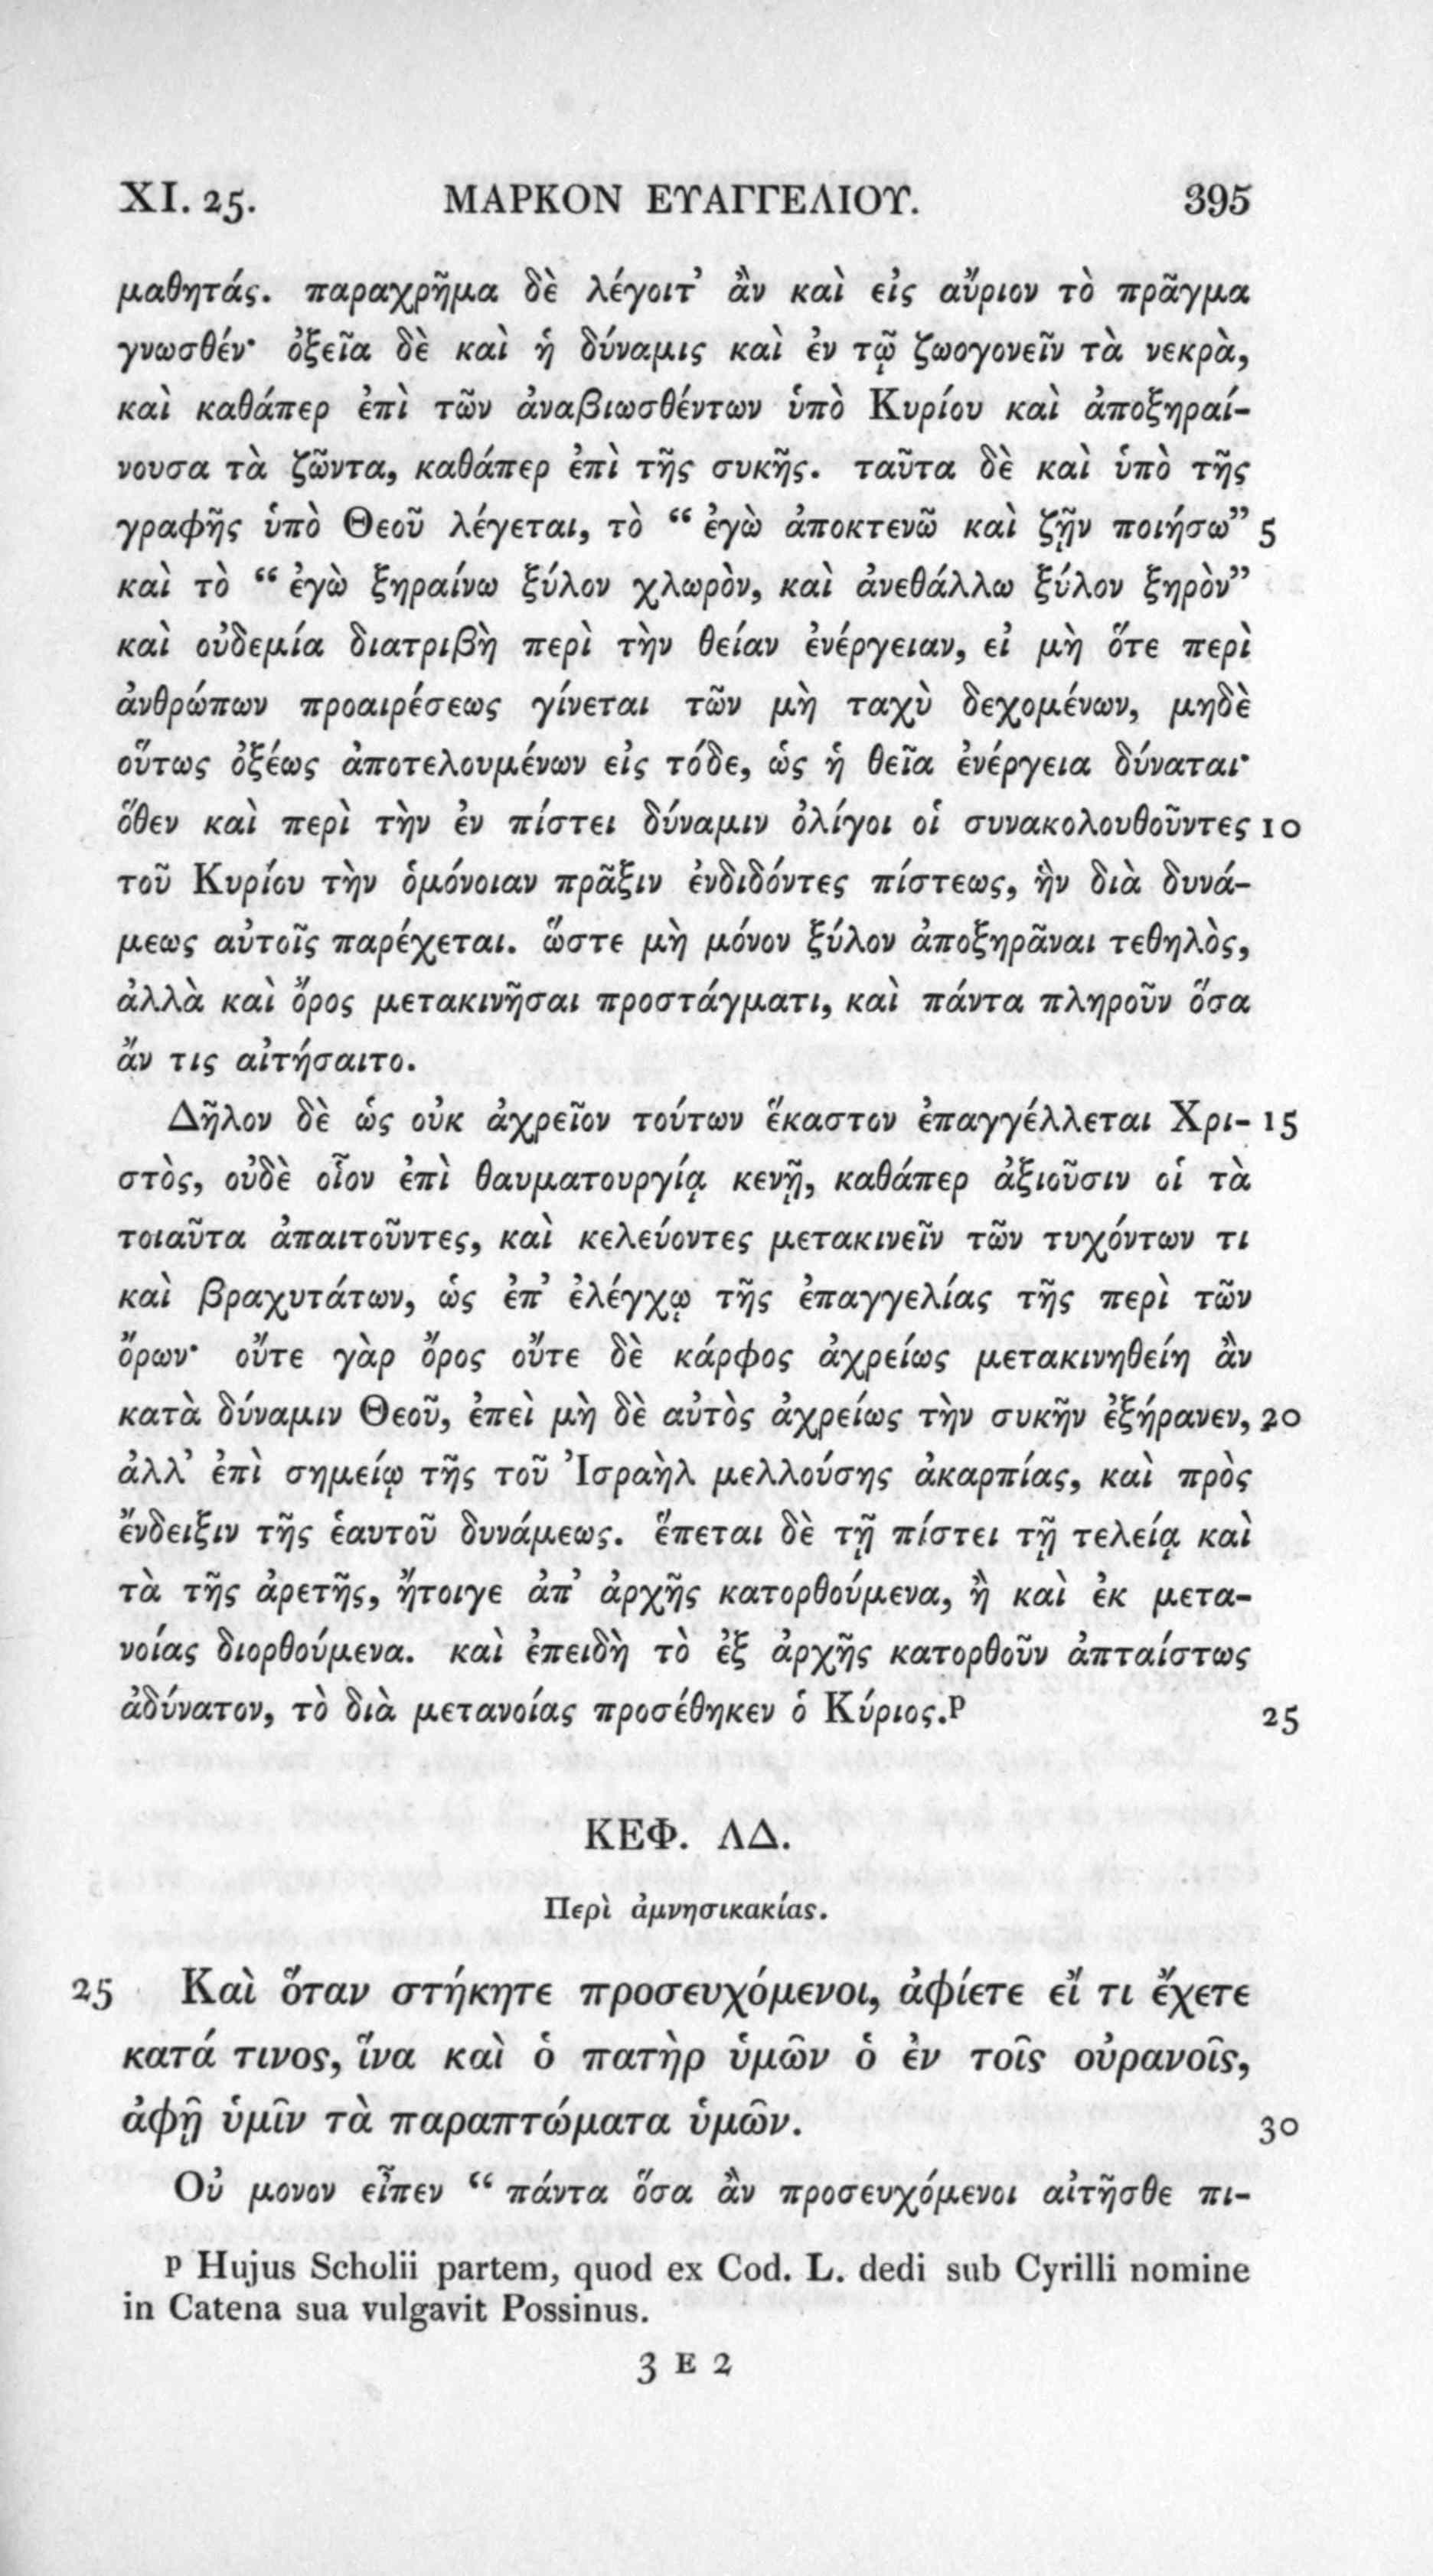 XI. 25. ΜΑΡΚΟΝ ΕΥΑΓΓΕΛΙΟΥ. 395
μαθητάς. παραχρῆμα δὲ λέγοιτ’ ἂν καὶ εἰς αὔριον τὸ πρᾶγμα
γνωσθέν· ὀξεῖα δὲ καὶ ἡ δύναμις καὶ ἐν τῷ ζωογονεῖν τὰ νεκρὰ,
καὶ καθάπερ ἐπὶ τῶν ἀναβιωσθέντων ὑπὸ Κυρίου καὶ ἀποξηραί-
νουσα τὰ ζῶντα, καθάπερ ἐπὶ τῆς συκῆς. ταῦτα δὲ καὶ ὑπὸ τῆς
γραφῆς ὑπὸ Θεοῦ λέγεται, τὸ “ ἐγὼ ἀποκτενῶ καὶ ζῇν ποιήσω” 5
καὶ τὸ “ ἐγὼ ξηραίνω ξύλον χλωρὸν, καὶ ἀνεθάλλω ξύλον ξηρὸν”
καὶ οὐδεμία διατριβὴ περὶ τὴν θείαν ἐνέργειαν, εἰ μὴ ὅτε περὶ
ἀνθρώπων προαιρέσεως γίνεται τῶν μὴ ταχὺ δεχομένων, μηδὲ
οὕτως ὀξέως ἀποτελουμένων εἰς τόδε, ὡς ἡ θεῖα ἐνέργεια δύναται·
ὅθεν καὶ περὶ τὴν ἐν πίστει δύναμιν ὀλίγοι οἱ συνακολουθοῦντες 10
τοῦ Κυρίου τὴν ὁμόνοιαν πρᾶξιν ἐνδιδόντες πίστεως, ἣν διὰ δυνά-
μεως αὐτοῖς παρέχεται. ὥστε μὴ μόνον ξύλον ἀποξηρᾶναι τεθηλὸς,
ἀλλὰ καὶ ὄρος μετακινῆσαι προστάγματι, καὶ πάντα πληροῦν ὅσα
ἄν τις αἰτήσαιτο.
Δῆλον δὲ ὡς οὐκ ἀχρεῖον τούτων ἕκαστον ἐπαγγέλλεται Χρι- 15
στὸς, οὐδὲ οἷον ἐπὶ θαυματουργίᾳ κενῇ, καθάπερ ἀξιοῦσιν οἱ τὰ
τοιαῦτα ἀπαιτοῦντες, καὶ κελεύοντες μετακινεῖν τῶν τυχόντων τι
καὶ βραχυτάτων, ὡς ἐπ’ ἐλέγχῳ τῆς ἐπαγγελίας τῆς περὶ τῶν
ὄρων· οὔτε γὰρ ὄρος οὔτε δὲ κάρφος ἀχρείως μετακινηθείη ἂν
κατὰ δύναμιν Θεοῦ, ἐπεὶ μὴ δὲ αὐτὸς ἀχρείως τὴν συκῆν ἐξήρανεν, 20
ἀλλ’ ἐπὶ σημείῳ τῆς τοῦ Ἰσραὴλ μελλούσης ἀκαρπίας, καὶ πρὸς
ἔνδειξιν τῆς ἑαυτοῦ δυνάμεως. ἕπεται δὲ τῇ πίστει τῇ τελείᾳ καὶ
τὰ τῆς ἀρετῆς, ἤτοιγε ἀπ’ ἀρχῆς κατορθούμενα, ἢ καὶ ἐκ μετα-
νοίας διορθούμενα. καὶ ἐπειδὴ τὸ ἐξ ἀρχῆς κατορθοῦν ἀπταίστως
ἀδύνατον, τὸ διὰ μετανοίας προσέθηκεν ὁ Κύριος.p 25
ΚΕΦ. ΛΔ.
Περὶ ἀμνησικακίας.
25 Καὶ ὅταν στήκητε προσευχόμενοι, ἀφίετε εἴ τι ἔχετε
κατά τινος, ἵνα καὶ ὁ πατὴρ ὑμῶν ὁ ἐν τοῖς οὐρανοῖς,
ἀφῇ ὑμῖν τὰ παραπτώματα ὑμῶν. 30
Οὐ μονον εἶπεν “ πάντα ὅσα ἂν προσευχόμενοι αἰτῆσθε πι-
p Hujus Scholii partem, quod ex Cod. L. dedi sub Cyrilli nomine
in Catena sua vulgavit Possinus.
3 E 2